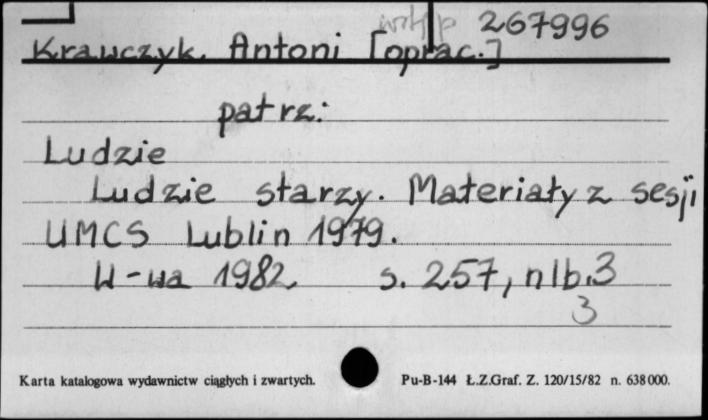 267996
Krawczyk, Antoni [oprac.]
patrz:
Ludzie
Ludzie starzy. Materiały z sesji
UMCS Lublin 1979.
W-wa 1982. s. 257, nlb. 3
3
Karta katalogowa wydawnictw ciągłych i zwartych. Pu-B-144 Ł.Z.Graf. Z. 120/15/82 n. 638000.